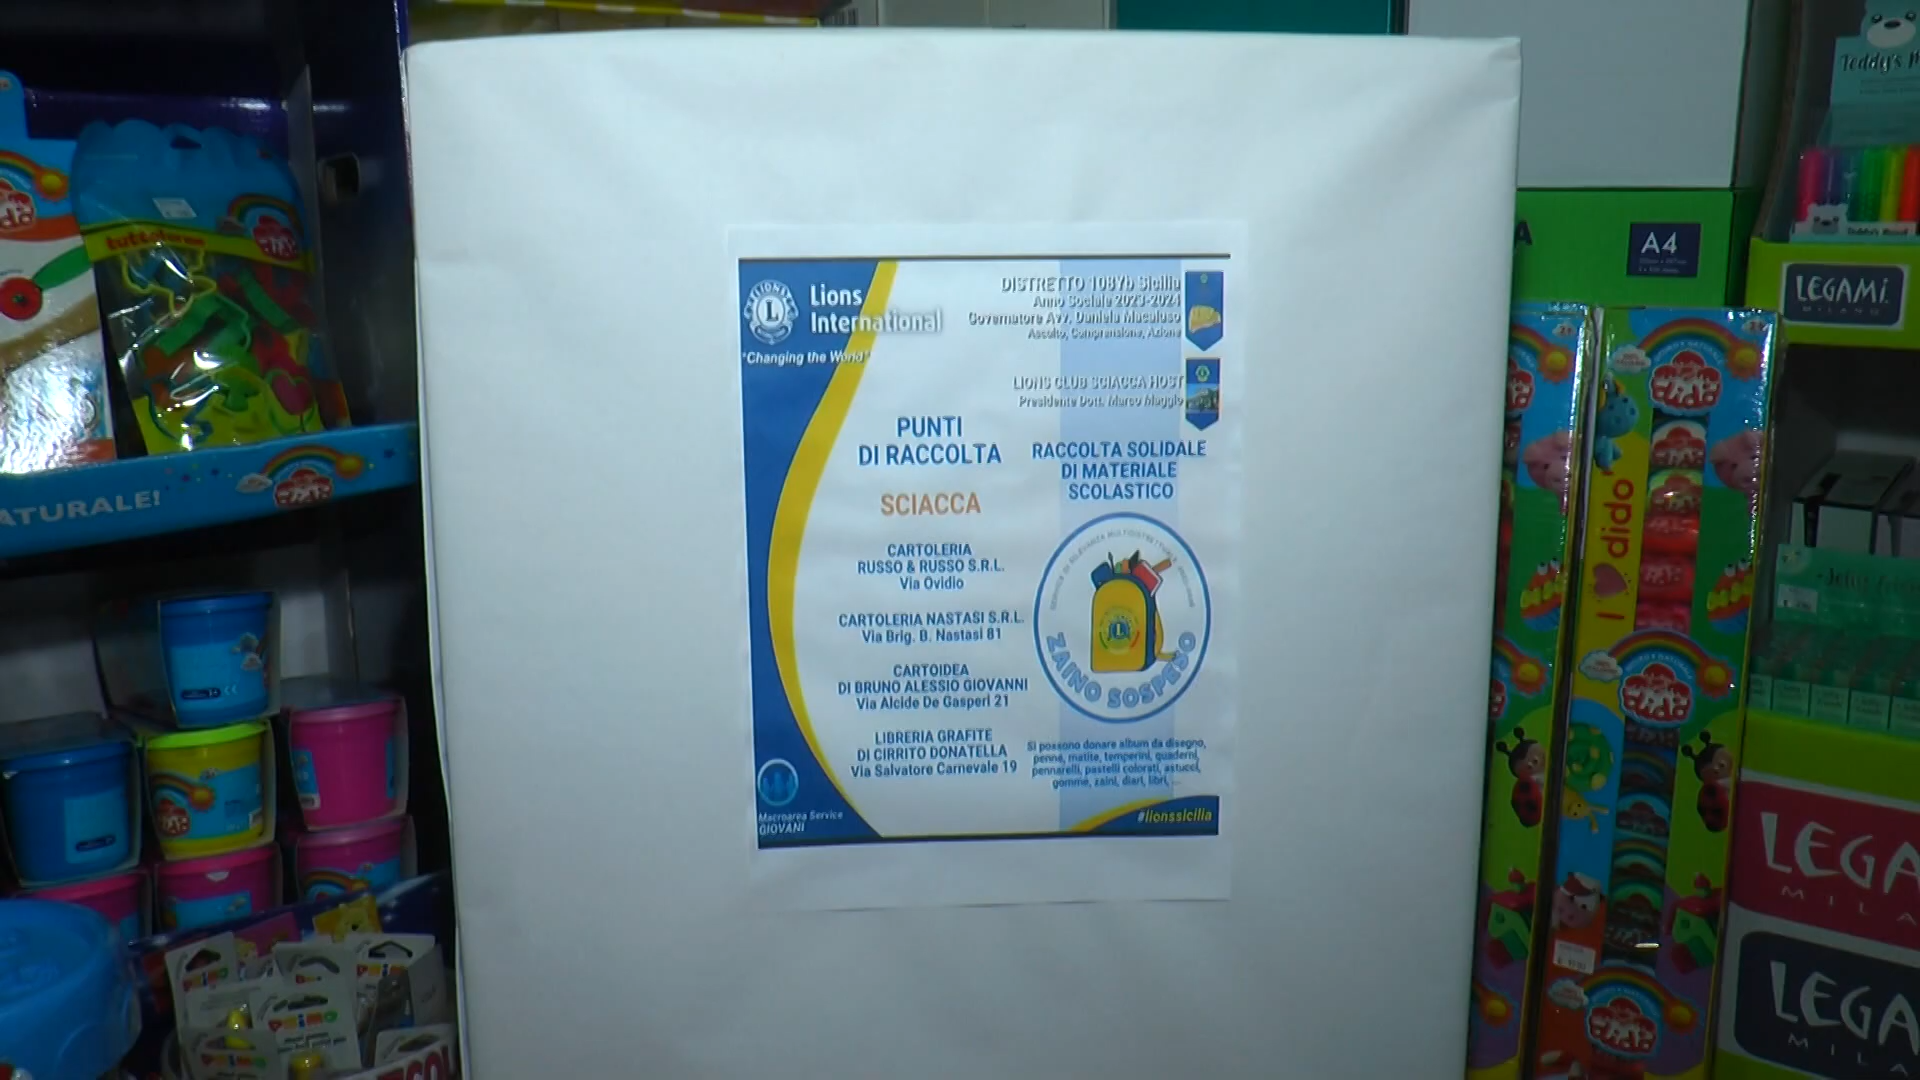 Lions
International
"Changing the World"
DISTRETTO 108Yb Sicilia
Anno Sociale 2023-2024
Governatore Avv. Daniela Macaluso
Ascolto, Comprensione, Azione
LIONS CLUB SCIACCA HOST
Presidente Dott. Marco Maggio
PUNTI
DI RACCOLTA
SCIACCA
CARTOLERIA
RUSSO & RUSSO S.R.L.
Via Ovidio
CARTOLERIA NASTASI S.R.L.
Via Brig. B. Nastasi 81
CARTOIDEA
DI BRUNO ALESSIO GIOVANNI
Via Alcide De Gasperi 21
LIBRERIA GRAFITE
DI CIRRITO DONATELLA
Via Salvatore Carnevale 19
RACCOLTA SOLIDALE
DI MATERIALE
SCOLASTICO
ZAINO SOSPESO
Si possono donare album da disegno,
penne, matite, temperini, quaderni,
pennarelli, pastelli colorati, astucci,
gomme, zaini, diari, libri, ...
Macroarea Service
GIOVANI
#lionssicilia
ATURALE!
A4
LEGAMI
MILANO
I dido
Teddy's
LEGA
MILA
LEGA
MILA